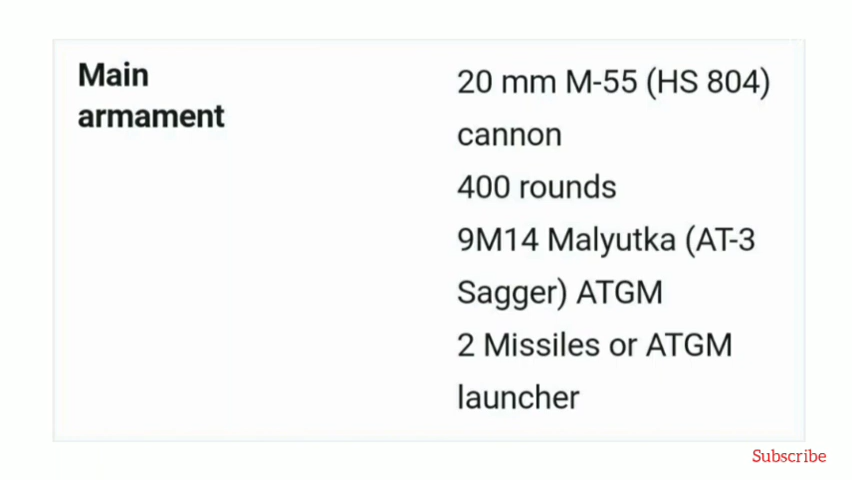 Main
armament
20 mm M-55 (HS 804)
cannon
400 rounds
9M14 Malyutka (AT-3
Sagger) ATGM
2 Missiles or ATGM
launcher
Subscribe